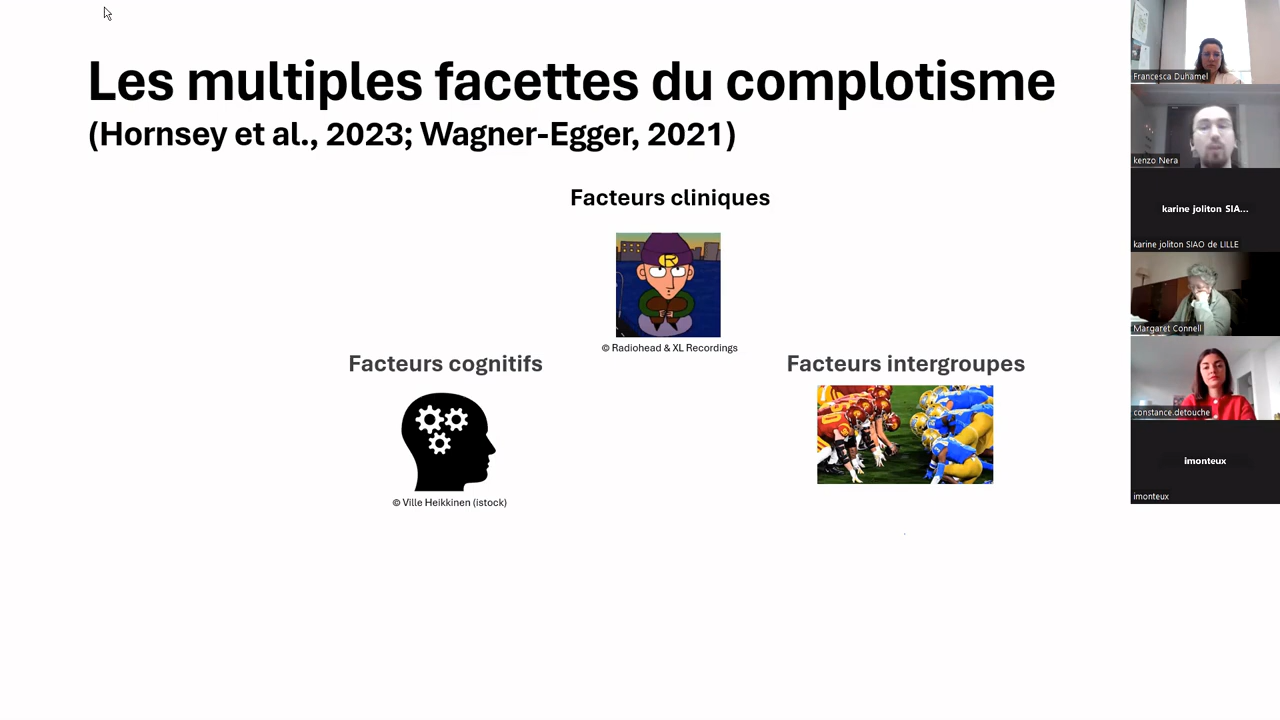 Les multiples facettes du complotisme
(Hornsey et al., 2023; Wagner-Egger, 2021)
Facteurs cliniques
R
© Radiohead & XL Recordings
Facteurs cognitifs
Facteurs intergroupes
© Ville Heikkinen (istock)
Francesca Duhamel
kenzo Nera
karine joliton SIA...
karine joliton SIAO de LILLE
Margaret Connell
constance.detouche
imonteux
imonteux